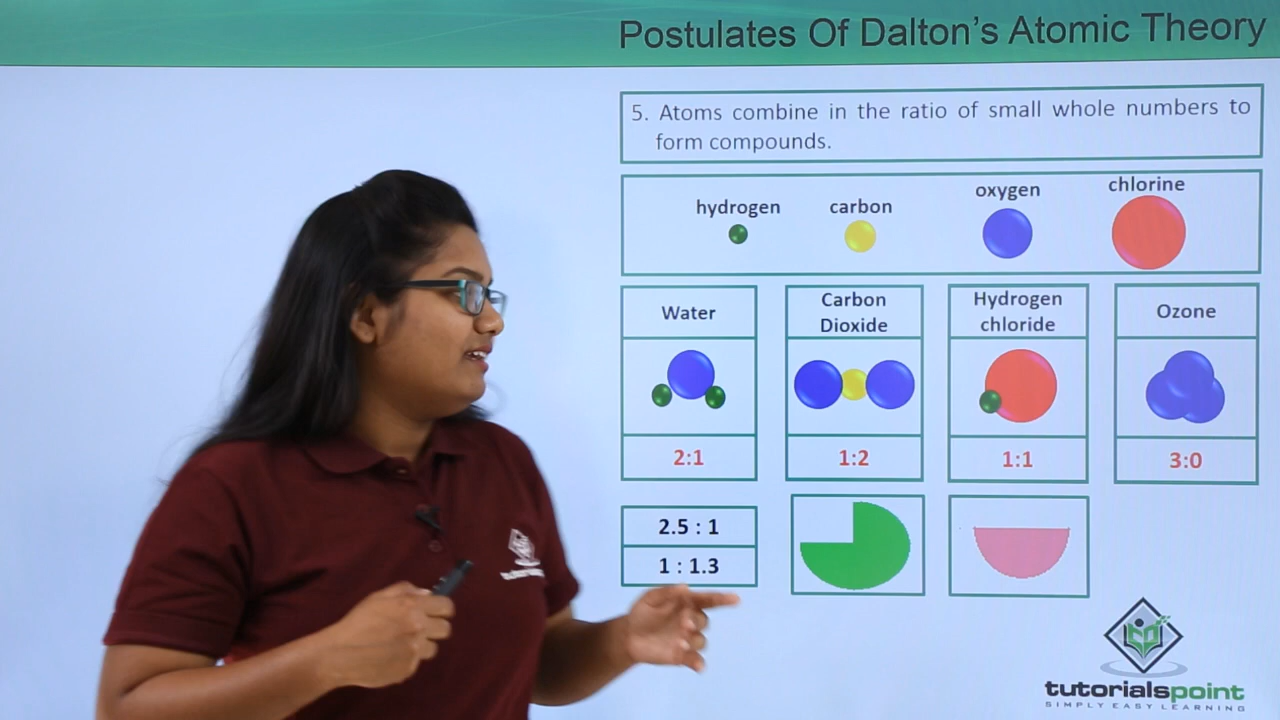 Postulates Of Dalton's Atomic Theory
5. Atoms combine in the ratio of small whole numbers to
form compounds.
hydrogen
carbon
oxygen
chlorine
Water
Carbon
Dioxide
Hydrogen
chloride
Ozone
2:1
1:2
1:1
3:0
2.5 : 1
1 : 1.3
tutorialspoint
SIMPLY EASY LEARNING